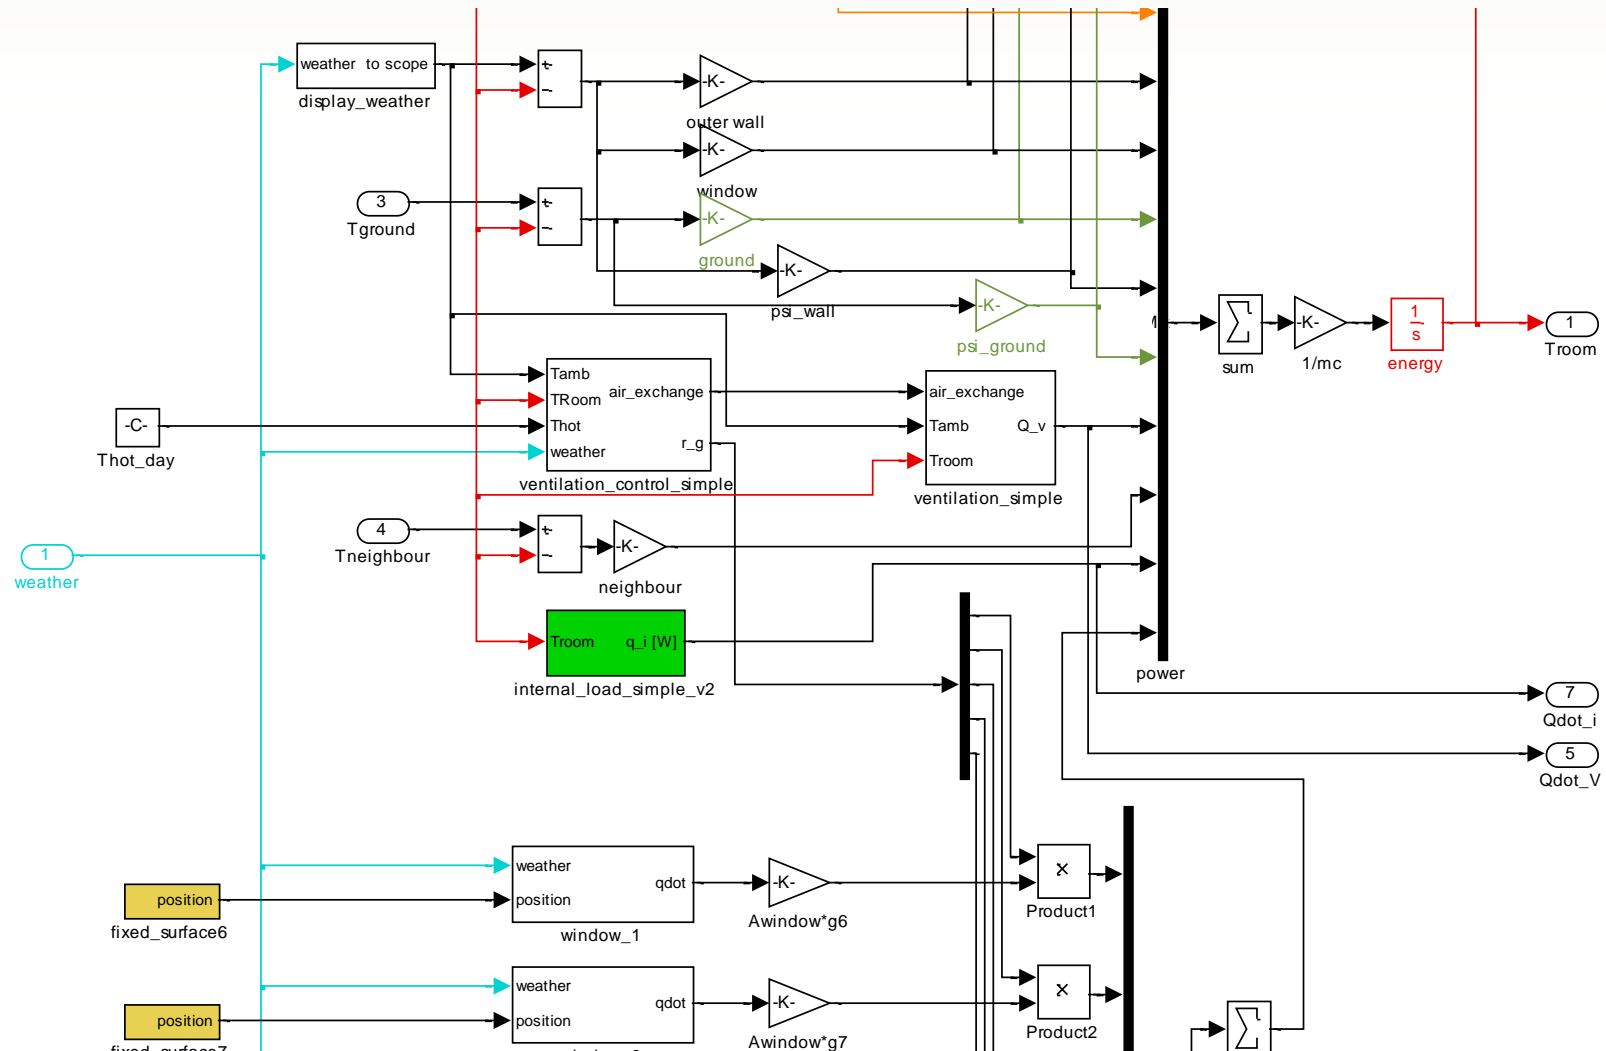 weather to scope
display_weather
+
-
-K-
outer wall
-K-
window
3
Tground
+
-
-K-
ground
-K-
psi_wall
-K-
psi_ground
sum
-K-
1/mc
1
s
energy
1
Troom
Tamb
TRoom
Thot
weather
air_exchange
r_g
ventilation_control_simple
air_exchange
Tamb
Troom
Q_v
ventilation_simple
-C-
Thot_day
4
Tneighbour
+
-
-K-
neighbour
1
weather
Troom q_i [W]
internal_load_simple_v2
power
7
Qdot_i
5
Qdot_V
position
fixed_surface6
weather
position
qdot
window_1
-K-
Awindow*g6
×
Product1
position
fixed_surface7
weather
position
qdot
-K-
Awindow*g7
×
Product2